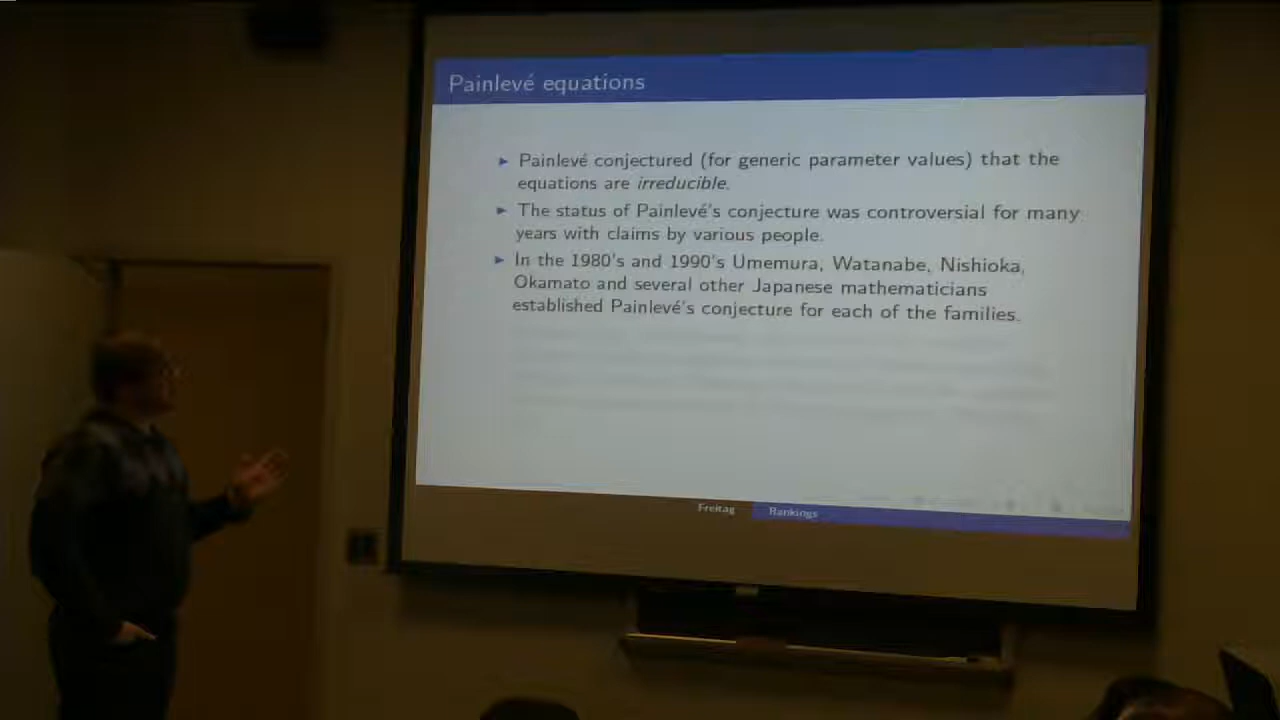 Painlevé equations
► Painlevé conjectured (for generic parameter values) that the
equations are irreducible.
► The status of Painlevé's conjecture was controversial for many
years with claims by various people.
► In the 1980's and 1990's Umemura, Watanabe, Nishioka,
Okamato and several other Japanese mathematicians
established Painlevé's conjecture for each of the families.
Freitag Rankings